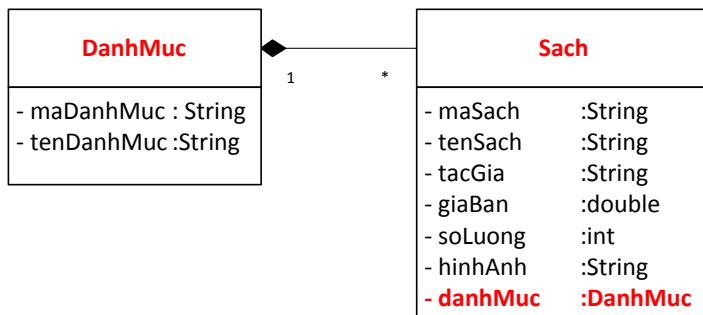 DanhMuc
- maDanhMuc : String
- tenDanhMuc :String
1
*
Sach
- maSach :String
- tenSach :String
- tacGia :String
- giaBan :double
- soLuong :int
- hinhAnh :String
- danhMuc :DanhMuc